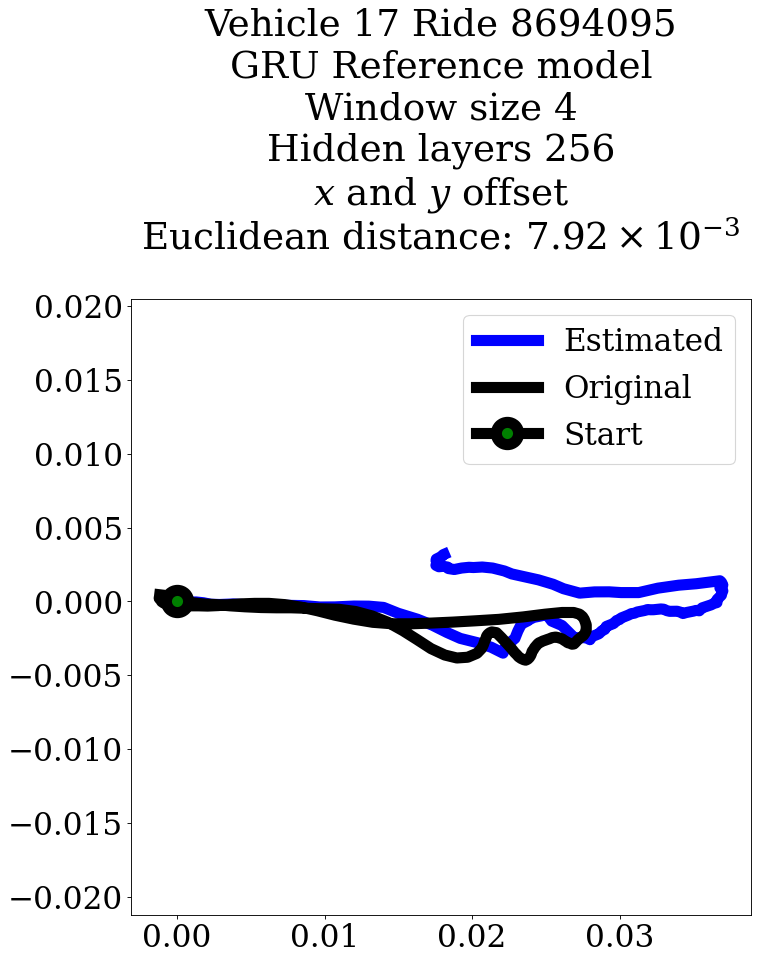 Vehicle 17 Ride 8694095
GRU Reference model
Window size 4
Hidden layers 256
x and y offset
Euclidean distance: 7.92 × 10⁻³
0.020
Estimated
0.015
Original
0.010
Start
0.005
0.000
−0.005
−0.010
−0.015
−0.020
0.00 0.01 0.02 0.03